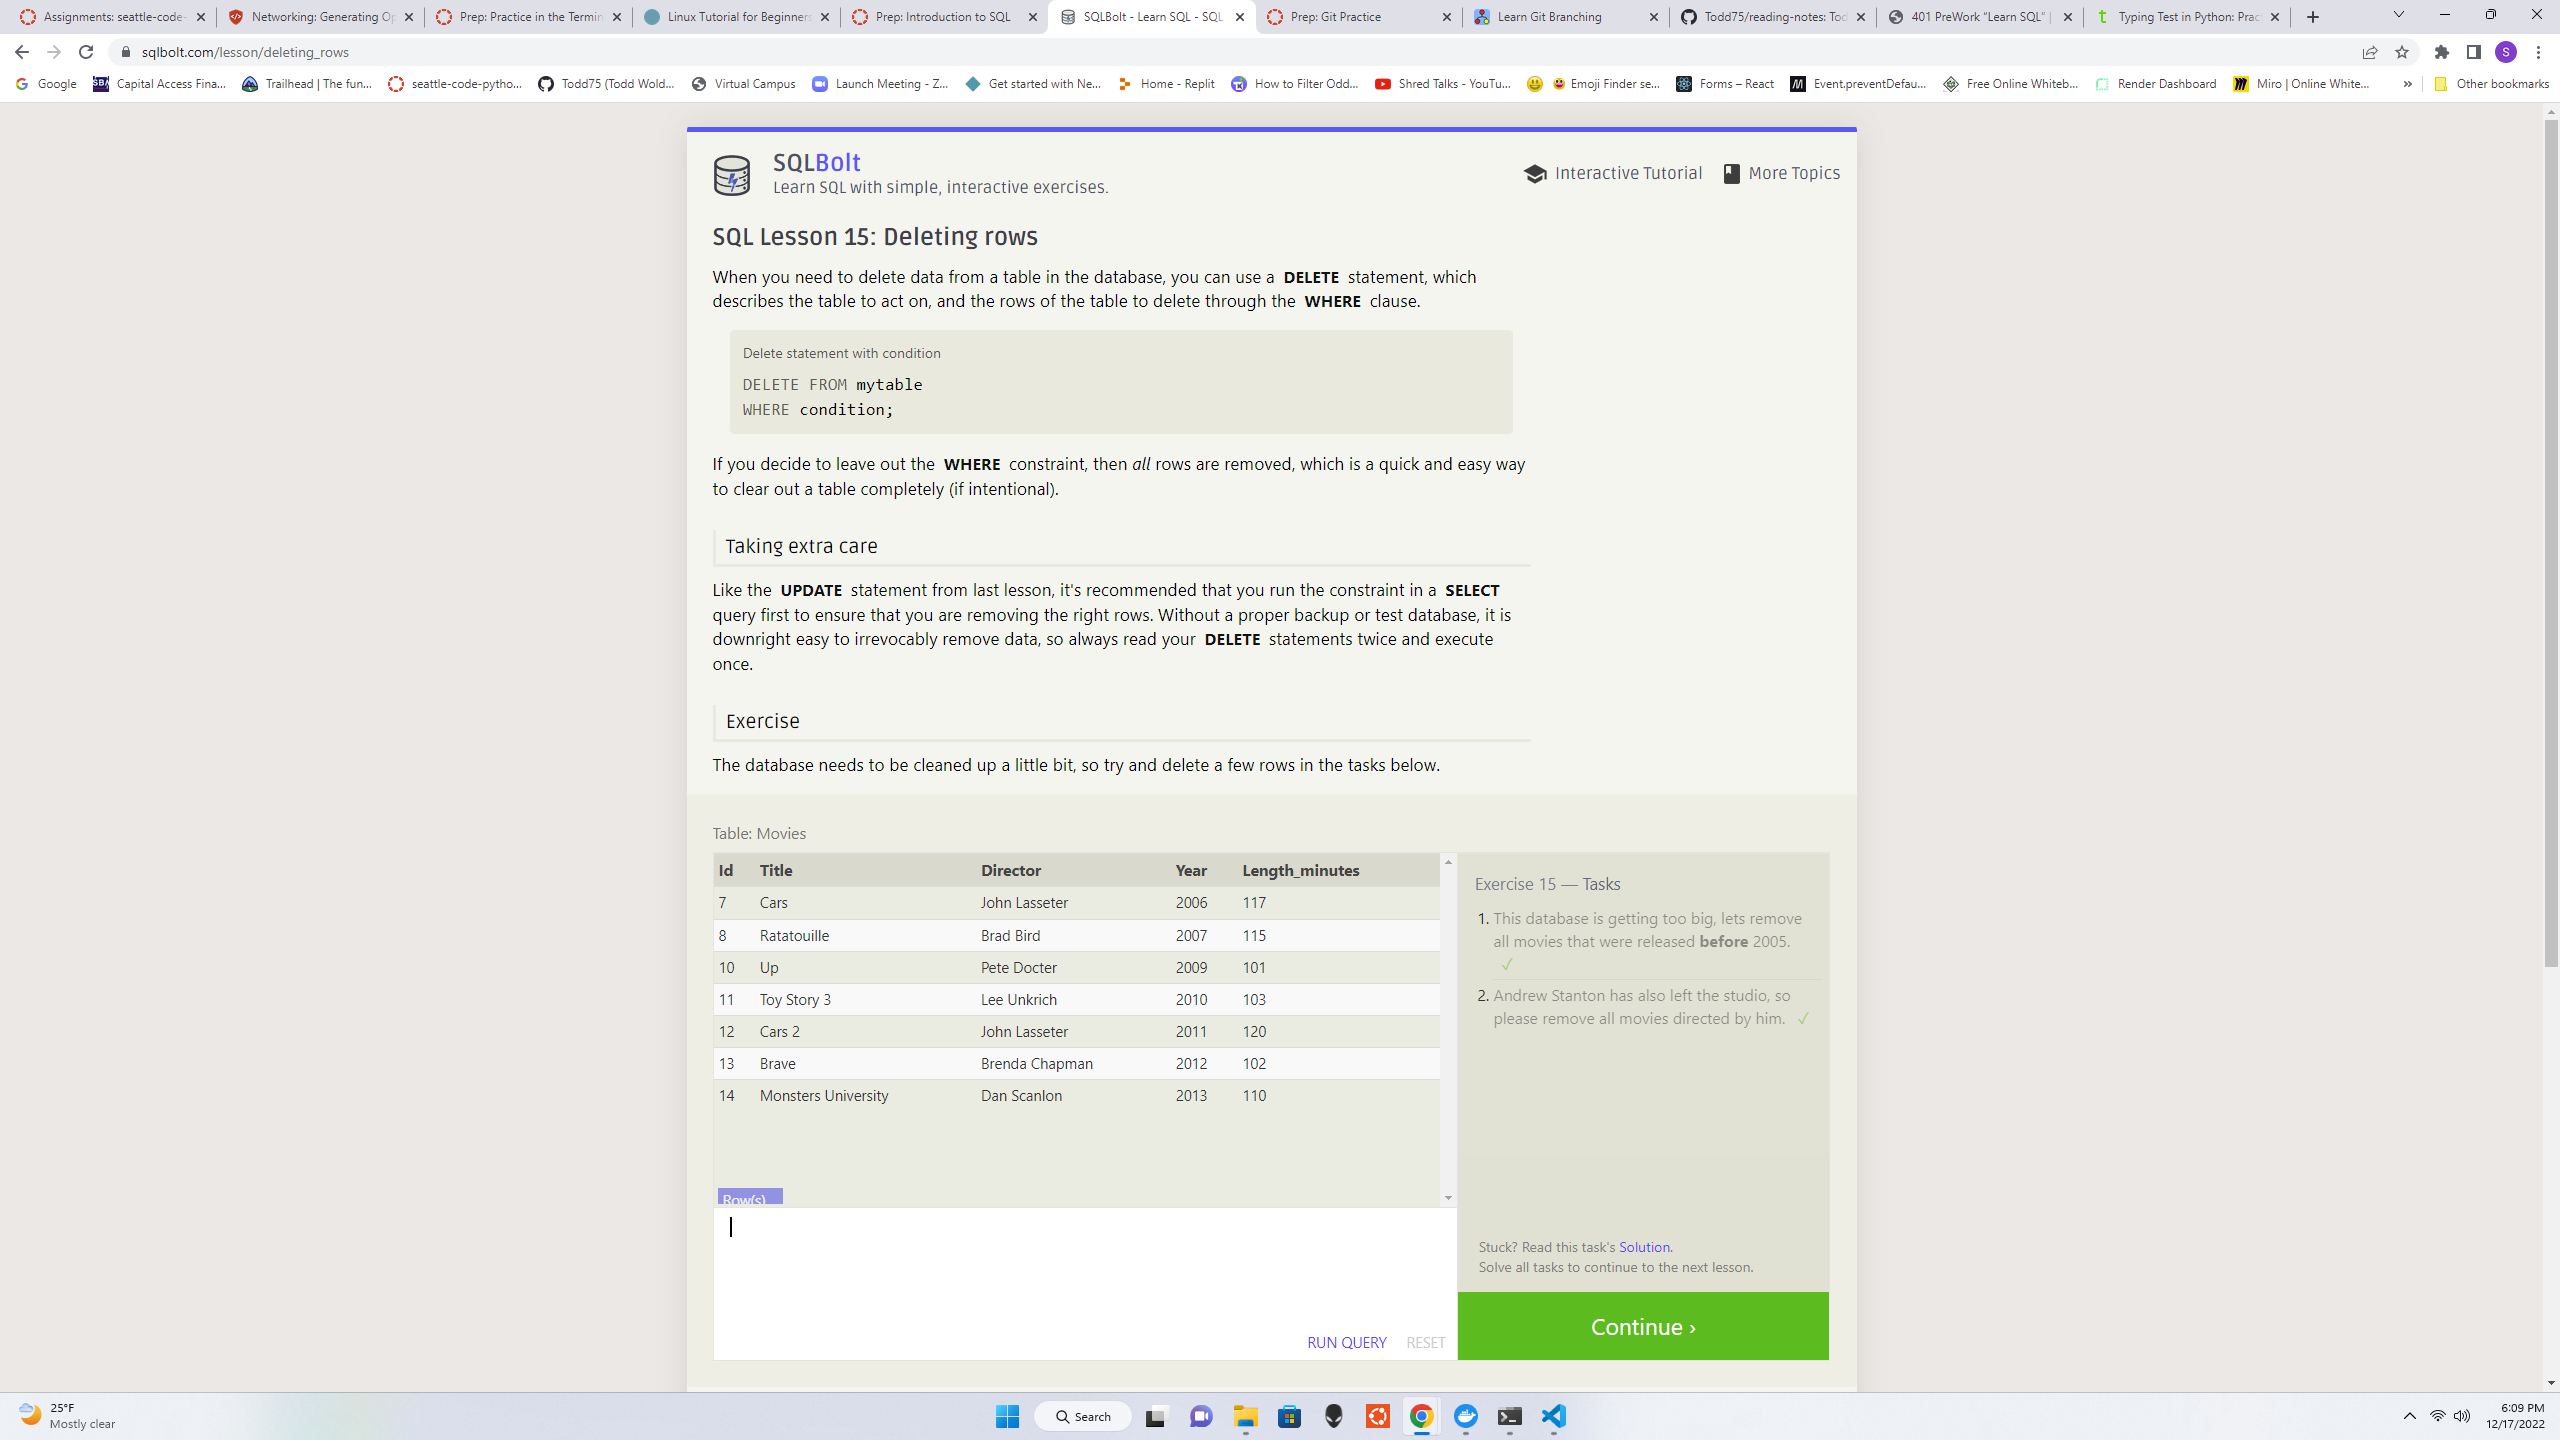 Assignments: seattle-code-
Networking: Generating Op
Prep: Practice in the Termin
Linux Tutorial for Beginners
Prep: Introduction to SQL
SQLBolt - Learn SQL - SQL
Prep: Git Practice
Learn Git Branching
Todd75/reading-notes: Tod
401 PreWork “Learn SQL” |
Typing Test in Python: Prac
sqlbolt.com/lesson/deleting_rows
S
Google
Capital Access Fina...
Trailhead | The fun...
seattle-code-pytho...
Todd75 (Todd Wold...
Virtual Campus
Launch Meeting - Z...
Get started with Ne...
Home - Replit
How to Filter Odd...
Shred Talks - YouTu...
Emoji Finder se...
Forms – React
Event.preventDefau...
Free Online Whiteb...
Render Dashboard
Miro | Online White...
»
Other bookmarks
SQLBolt
Learn SQL with simple, interactive exercises.
Interactive Tutorial
More Topics
SQL Lesson 15: Deleting rows
When you need to delete data from a table in the database, you can use a DELETE statement, which
describes the table to act on, and the rows of the table to delete through the WHERE clause.
Delete statement with condition
DELETE FROM mytable
WHERE condition;
If you decide to leave out the WHERE constraint, then all rows are removed, which is a quick and easy way
to clear out a table completely (if intentional).
Taking extra care
Like the UPDATE statement from last lesson, it's recommended that you run the constraint in a SELECT
query first to ensure that you are removing the right rows. Without a proper backup or test database, it is
downright easy to irrevocably remove data, so always read your DELETE statements twice and execute
once.
Exercise
The database needs to be cleaned up a little bit, so try and delete a few rows in the tasks below.
Table: Movies
Id Title Director Year Length_minutes
7 Cars John Lasseter 2006 117
8 Ratatouille Brad Bird 2007 115
10 Up Pete Docter 2009 101
11 Toy Story 3 Lee Unkrich 2010 103
12 Cars 2 John Lasseter 2011 120
13 Brave Brenda Chapman 2012 102
14 Monsters University Dan Scanlon 2013 110
Row(s)
RUN QUERY RESET
Exercise 15 — Tasks
1. This database is getting too big, lets remove
all movies that were released before 2005.
✓
2. Andrew Stanton has also left the studio, so
please remove all movies directed by him. ✓
Stuck? Read this task's Solution.
Solve all tasks to continue to the next lesson.
Continue ›
25°F
Mostly clear
Search
6:09 PM
12/17/2022